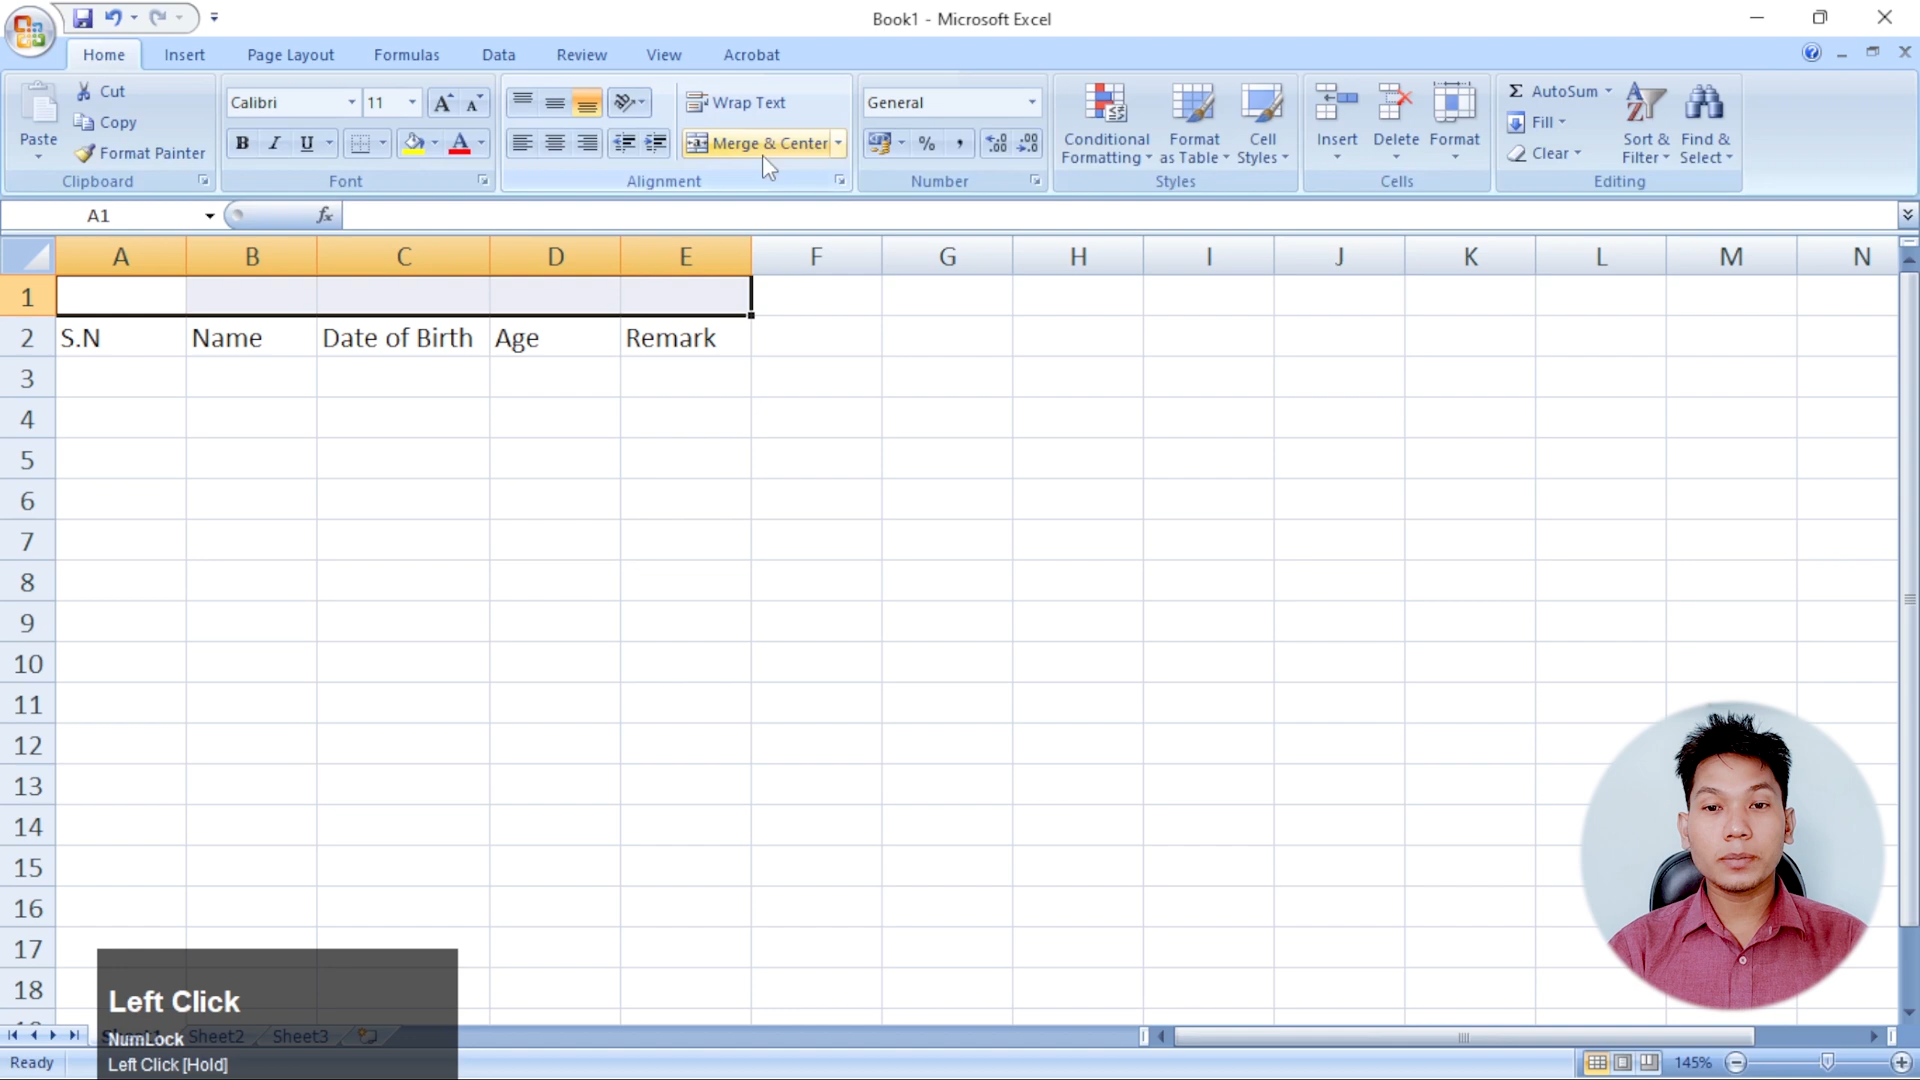 Book1 - Microsoft Excel
Home Insert Page Layout Formulas Data Review View Acrobat
Paste
Cut
Copy
Format Painter
Clipboard
Calibri 11
B I U
Font
Wrap Text
Merge & Center
Alignment
General
% ,
Number
Conditional Formatting
Format as Table
Cell Styles
Styles
Insert Delete Format
Cells
Σ AutoSum
Fill
Clear
Sort & Filter
Find & Select
Editing
A1 fx
A B C D E F G H I J K L M N
1
2 S.N Name Date of Birth Age Remark
3
4
5
6
7
8
9
10
11
12
13
14
15
16
17
18
Left Click
NumLock
Left Click [Hold]
Sheet2 Sheet3
Ready 145%